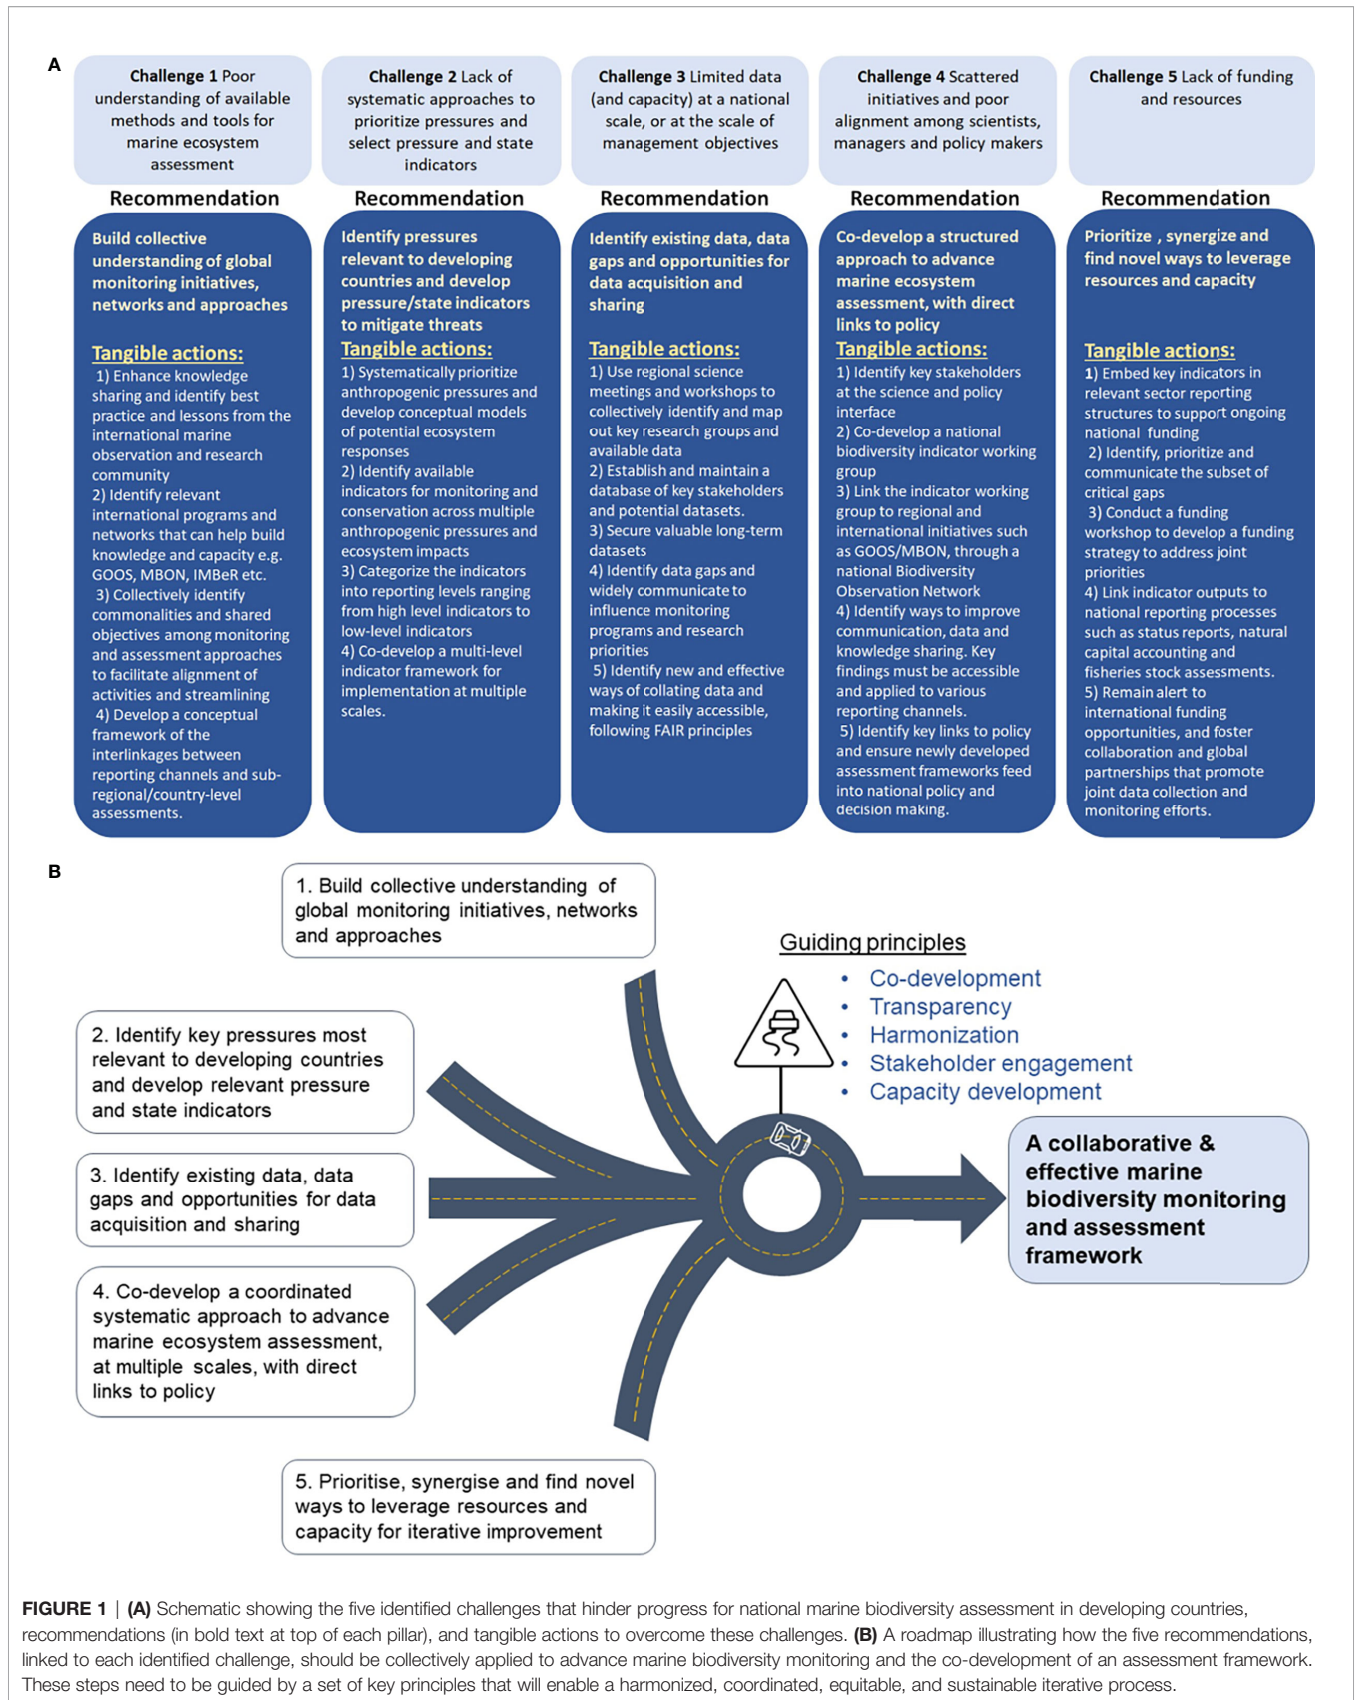 A
Challenge 1 Poor
understanding of available
methods and tools for
marine ecosystem
assessment
Recommendation
Build collective
understanding of global
monitoring initiatives,
networks and approaches
Tangible actions:
1) Enhance knowledge
sharing and identify best
practice and lessons from the
international marine
observation and research
community
2) Identify relevant
international programs and
networks that can help build
knowledge and capacity e.g.
GOOS, MBON, IMBeR etc.
3) Collectively identify
commonalities and shared
objectives among monitoring
and assessment approaches
to facilitate alignment of
activities and streamlining
4) Develop a conceptual
framework of the
interlinkages between
reporting channels and sub-
regional/country-level
assessments.
Challenge 2 Lack of
systematic approaches to
prioritize pressures and
select pressure and state
indicators
Recommendation
Identify pressures
relevant to developing
countries and develop
pressure/state indicators
to mitigate threats
Tangible actions:
1) Systematically prioritize
anthropogenic pressures and
develop conceptual models
of potential ecosystem
responses
2) Identify available
indicators for monitoring and
conservation across multiple
anthropogenic pressures and
ecosystem impacts
3) Categorize the indicators
into reporting levels ranging
from high level indicators to
low-level indicators
4) Co-develop a multi-level
indicator framework for
implementation at multiple
scales.
Challenge 3 Limited data
(and capacity) at a national
scale, or at the scale of
management objectives
Recommendation
Identify existing data, data
gaps and opportunities for
data acquisition and
sharing
Tangible actions:
1) Use regional science
meetings and workshops to
collectively identify and map
out key research groups and
available data
2) Establish and maintain a
database of key stakeholders
and potential datasets.
3) Secure valuable long-term
datasets
4) Identify data gaps and
widely communicate to
influence monitoring
programs and research
priorities
5) Identify new and effective
ways of collating data and
making it easily accessible,
following FAIR principles
Challenge 4 Scattered
initiatives and poor
alignment among scientists,
managers and policy makers
Recommendation
Co-develop a structured
approach to advance
marine ecosystem
assessment, with direct
links to policy
Tangible actions:
1) Identify key stakeholders
at the science and policy
interface
2) Co-develop a national
biodiversity indicator working
group
3) Link the indicator working
group to regional and
international initiatives such
as GOOS/MBON, through a
national Biodiversity
Observation Network
4) Identify ways to improve
communication, data and
knowledge sharing. Key
findings must be accessible
and applied to various
reporting channels.
5) Identify key links to policy
and ensure newly developed
assessment frameworks feed
into national policy and
decision making.
Challenge 5 Lack of funding
and resources
Recommendation
Prioritize , synergize and
find novel ways to leverage
resources and capacity
Tangible actions:
1) Embed key indicators in
relevant sector reporting
structures to support ongoing
national funding
2) Identify, prioritize and
communicate the subset of
critical gaps
3) Conduct a funding
workshop to develop a funding
strategy to address joint
priorities
4) Link indicator outputs to
national reporting processes
such as status reports, natural
capital accounting and
fisheries stock assessments.
5) Remain alert to
international funding
opportunities, and foster
collaboration and global
partnerships that promote
joint data collection and
monitoring efforts.
B
1. Build collective understanding of
global monitoring initiatives, networks
and approaches
2. Identify key pressures most
relevant to developing countries
and develop relevant pressure
and state indicators
3. Identify existing data, data
gaps and opportunities for data
acquisition and sharing
4. Co-develop a coordinated
systematic approach to advance
marine ecosystem assessment,
at multiple scales, with direct
links to policy
5. Prioritise, synergise and find novel
ways to leverage resources and
capacity for iterative improvement
Guiding principles
• Co-development
• Transparency
• Harmonization
• Stakeholder engagement
• Capacity development
A collaborative &
effective marine
biodiversity monitoring
and assessment
framework
FIGURE 1 | (A) Schematic showing the five identified challenges that hinder progress for national marine biodiversity assessment in developing countries,
recommendations (in bold text at top of each pillar), and tangible actions to overcome these challenges. (B) A roadmap illustrating how the five recommendations,
linked to each identified challenge, should be collectively applied to advance marine biodiversity monitoring and the co-development of an assessment framework.
These steps need to be guided by a set of key principles that will enable a harmonized, coordinated, equitable, and sustainable iterative process.